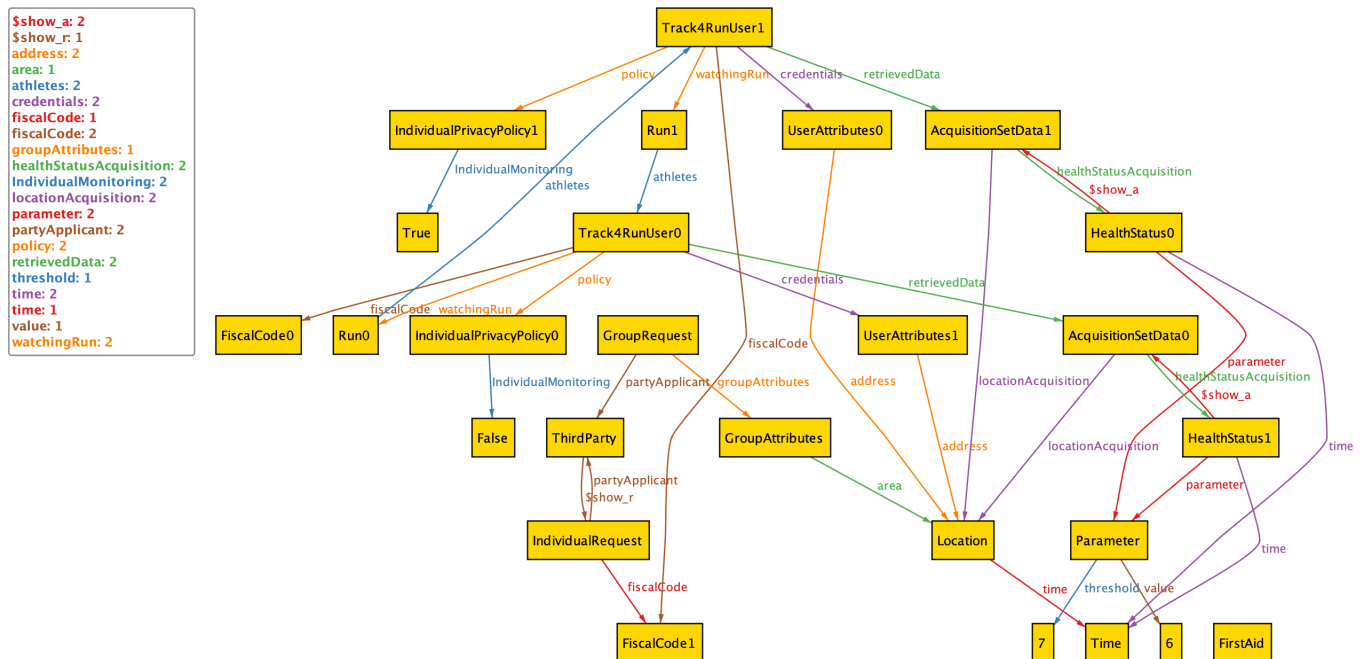 $show_a: 2
$show_r: 1
address: 2
area: 1
athletes: 2
credentials: 2
fiscalCode: 1
fiscalCode: 2
groupAttributes: 1
healthStatusAcquisition: 2
IndividualMonitoring: 2
locationAcquisition: 2
parameter: 2
partyApplicant: 2
policy: 2
retrievedData: 2
threshold: 1
time: 2
time: 1
value: 1
watchingRun: 2
Track4RunUser1
policy
watchingRun
credentials
retrievedData
IndividualPrivacyPolicy1
Run1
UserAttributes0
AcquisitionSetData1
IndividualMonitoring
athletes
athletes
healthStatusAcquisition
$show_a
True
Track4RunUser0
HealthStatus0
policy
credentials
retrievedData
fiscalCode
watchingRun
FiscalCode0
Run0
IndividualPrivacyPolicy0
GroupRequest
fiscalCode
UserAttributes1
AcquisitionSetData0
parameter
IndividualMonitoring
partyApplicant
groupAttributes
address
locationAcquisition
healthStatusAcquisition
$show_a
False
ThirdParty
GroupAttributes
HealthStatus1
address
locationAcquisition
time
partyApplicant
$show_r
area
parameter
IndividualRequest
Location
Parameter
time
fiscalCode
time
threshold
value
FiscalCode1
7
Time
6
FirstAid